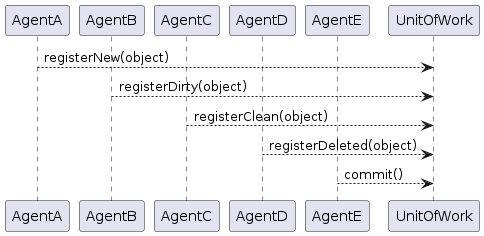 AgentA AgentB AgentC AgentD AgentE UnitOfWork
registerNew(object)
registerDirty(object)
registerClean(object)
registerDeleted(object)
commit()
AgentA AgentB AgentC AgentD AgentE UnitOfWork